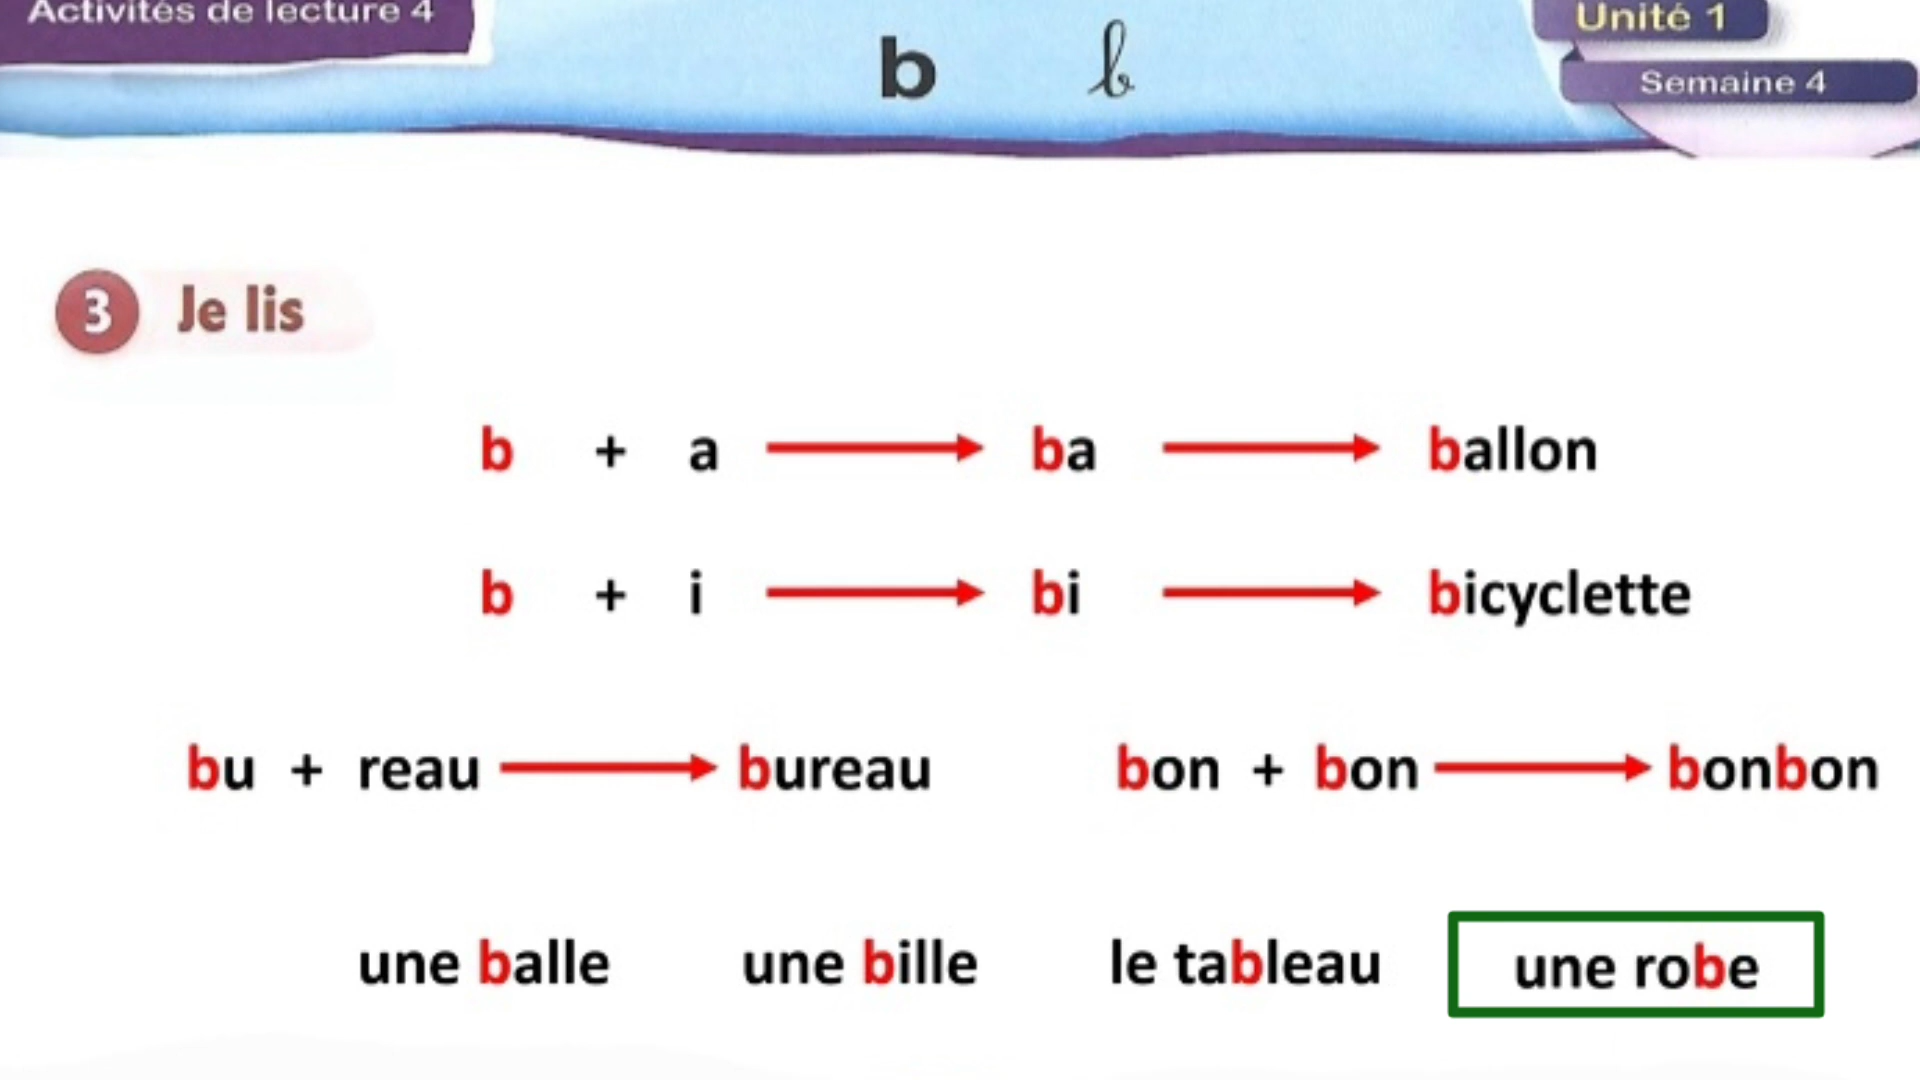 Activités de lecture 4
b b
Unité 1
Semaine 4
3 Je lis
b + a ba ballon
b + i bi bicyclette
bu + reau bureau bon + bon bonbon
une balle une bille le tableau une robe